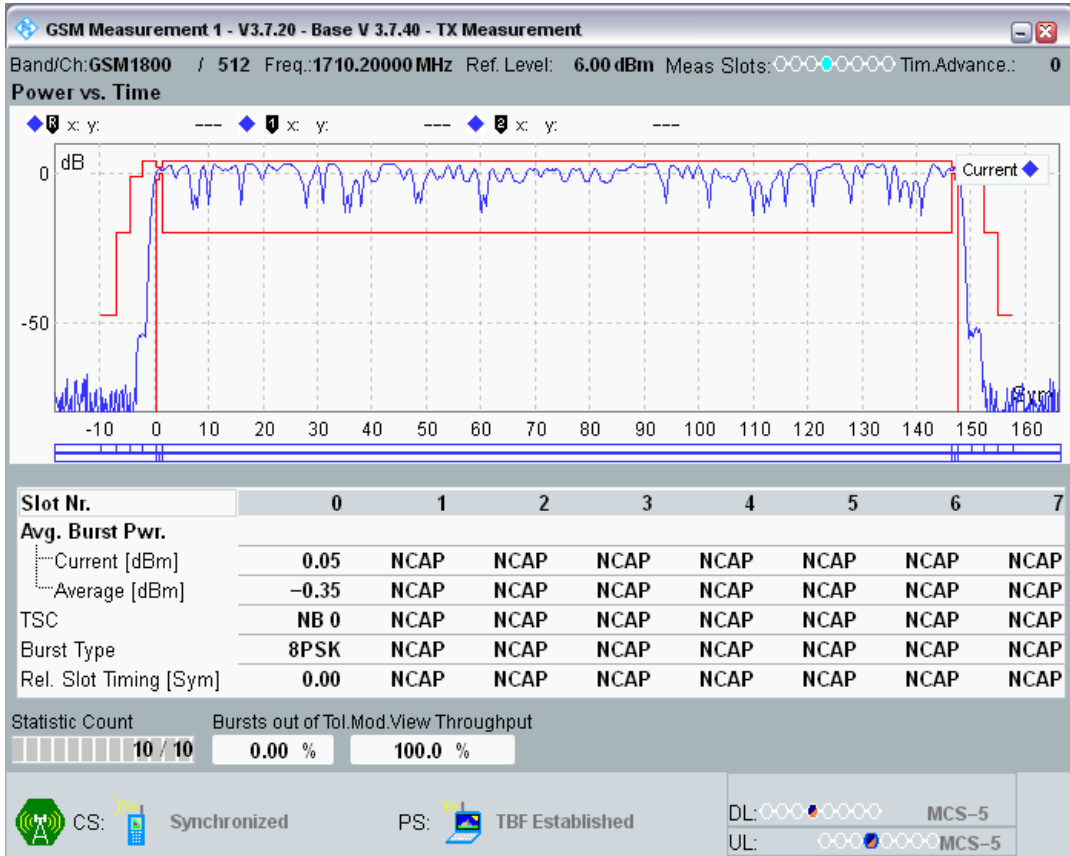 GSM Measurement 1 - V3.7.20 - Base V 3.7.40 - TX Measurement
Band/Ch:GSM1800 / 512 Freq.:1710.20000 MHz Ref. Level: 6.00 dBm Meas Slots: Tim.Advance.: 0
Power vs. Time
R x: y: --- 1 x: y: --- 2 x: y: ---
dB
0
Current
-50
Sym
-10 0 10 20 30 40 50 60 70 80 90 100 110 120 130 140 150 160
Slot Nr. 0 1 2 3 4 5 6 7
Avg. Burst Pwr.
Current [dBm] 0.05 NCAP NCAP NCAP NCAP NCAP NCAP NCAP
Average [dBm] -0.35 NCAP NCAP NCAP NCAP NCAP NCAP NCAP
TSC NB 0 NCAP NCAP NCAP NCAP NCAP NCAP NCAP
Burst Type 8PSK NCAP NCAP NCAP NCAP NCAP NCAP NCAP
Rel. Slot Timing [Sym] 0.00 NCAP NCAP NCAP NCAP NCAP NCAP NCAP
Statistic Count Bursts out of Tol. Mod.View Throughput
10 / 10 0.00 % 100.0 %
CS: Synchronized PS: TBF Established
DL: MCS-5
UL: MCS-5